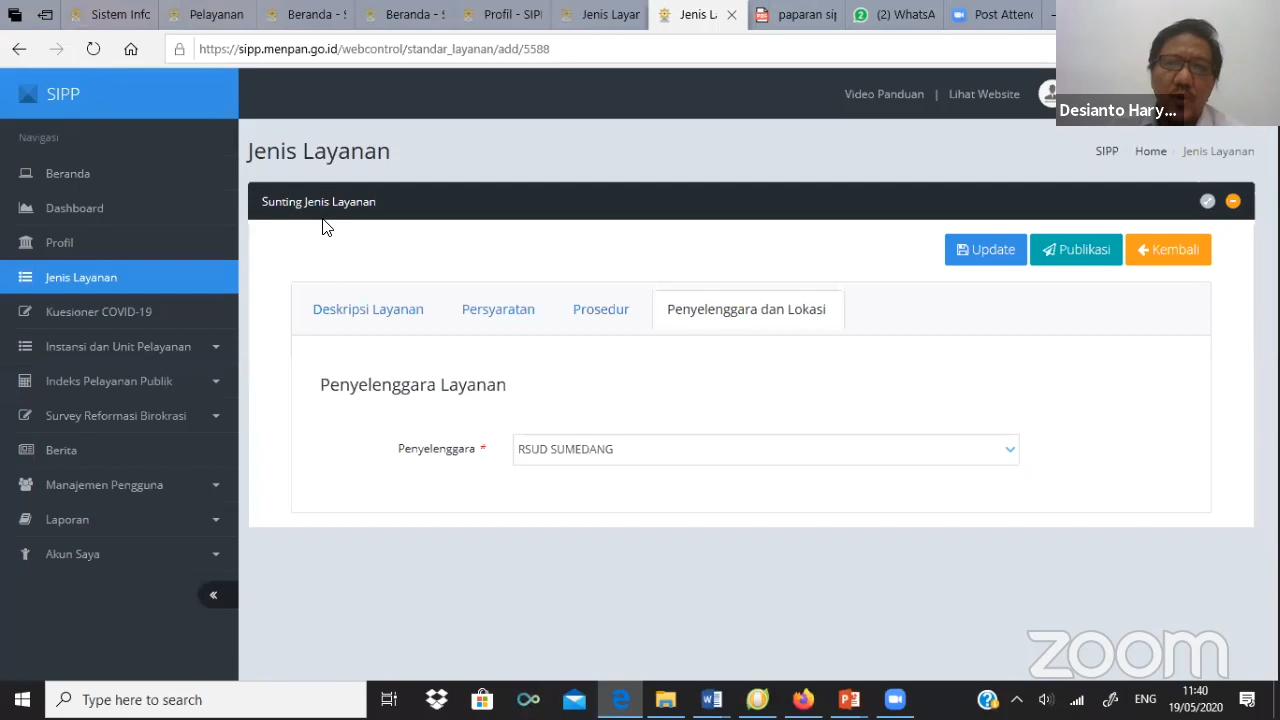 Sistem Info
Pelayanan
Beranda - S
Beranda - S
Profil - SIPI
Jenis Layar
Jenis L
paparan sip
(2) WhatsA
Post Atten
https://sipp.menpan.go.id/webcontrol/standar_layanan/add/5588
SIPP
Video Panduan | Lihat Website
Desianto Hary...
Navigasi
Jenis Layanan
SIPP Home / Jenis Layanan
Beranda
Sunting Jenis Layanan
Dashboard
Profil
Update
Publikasi
Kembali
Jenis Layanan
Kuesioner COVID-19
Deskripsi Layanan
Persyaratan
Prosedur
Penyelenggara dan Lokasi
Instansi dan Unit Pelayanan
Indeks Pelayanan Publik
Penyelenggara Layanan
Survey Reformasi Birokrasi
Berita
Penyelenggara *
RSUD SUMEDANG
Manajemen Pengguna
Laporan
Akun Saya
zoom
Type here to search
ENG
11:40
19/05/2020